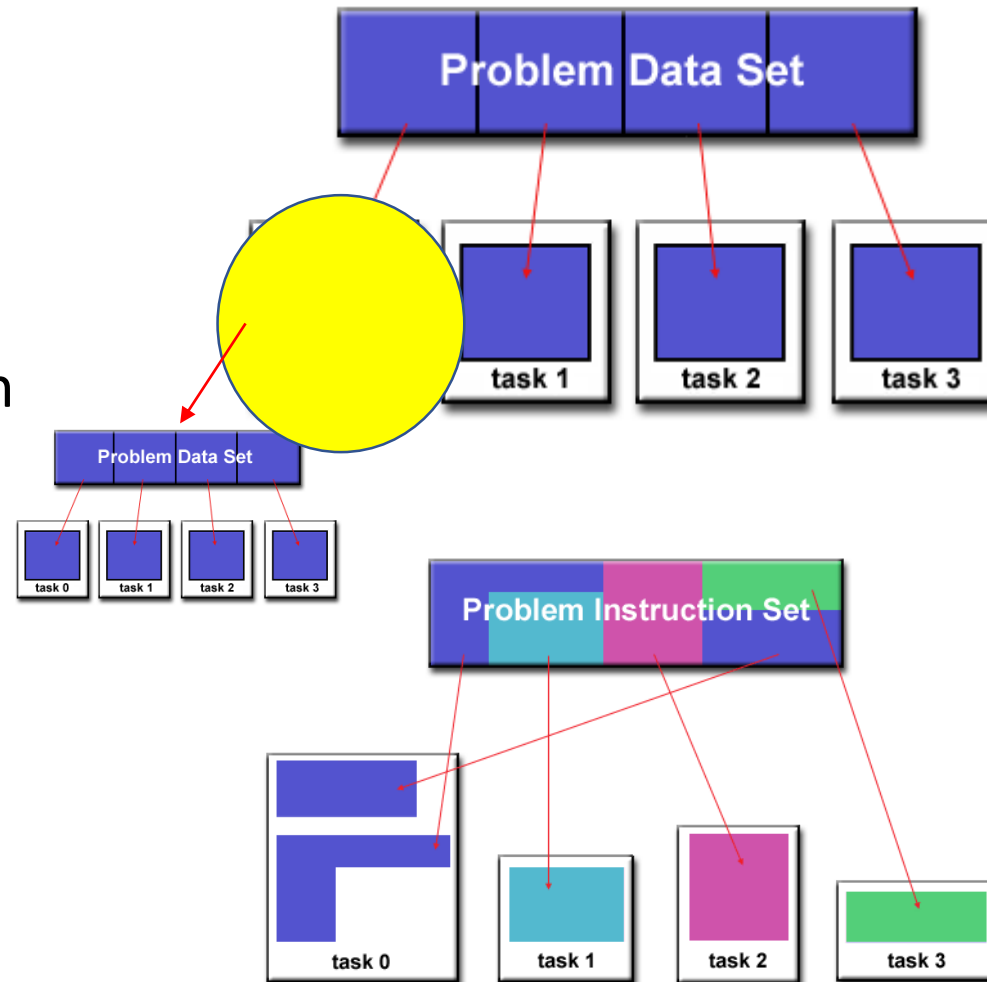 Problem Data Set
task 1 task 2 task 3
n
Problem Data Set
task 0 task 1 task 2 task 3
Problem Instruction Set
task 0 task 1 task 2 task 3